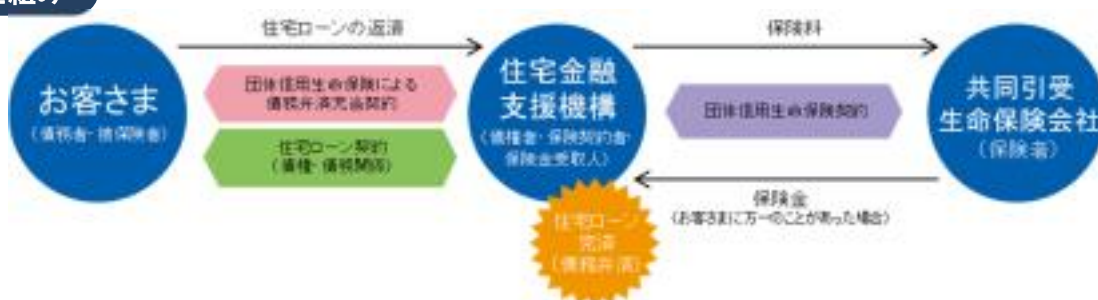 組み
住宅ローンの返済
保険料
お客さま
(債務者・被保険者)
団体信用生命保険による
債務弁済充当契約
住宅ローン契約
(債権・債務関係)
住宅金融
支援機構
(債権者・保険契約者・
保険金受取人)
団体信用生命保険契約
共同引受
生命保険会社
(保険者)
保険金
(お客さまに万一のことがあった場合)
住宅ローン
完済
(債務弁済)